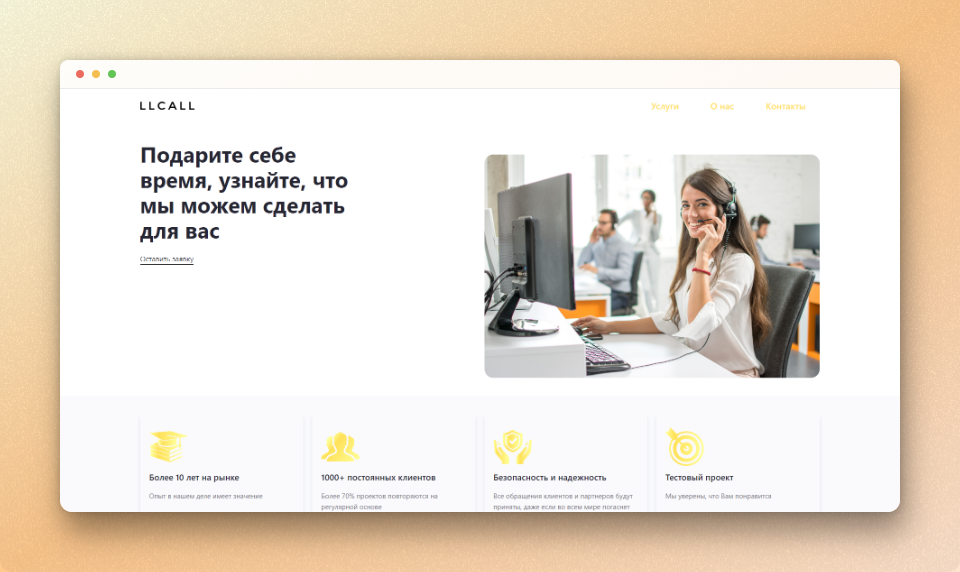 LLCALL
Услуги
О нас
Контакты
Подарите себе
время, узнайте, что
мы можем сделать
для вас
Оставить заявку
Более 10 лет на рынке
Опыт в нашем деле имеет значение
1000+ постоянных клиентов
Более 70% проектов повторяются на
регулярной основе
Безопасность и надежность
Все обращения клиентов и партнеров будут
приняты, даже если во всем мире погаснет
Тестовый проект
Мы уверены, что Вам понравится